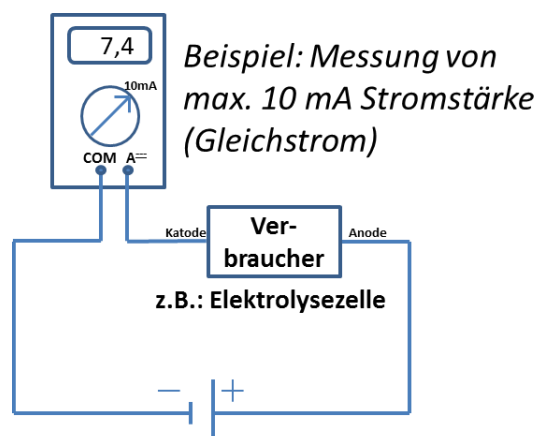 7,4
10mA
COM A⎓
Beispiel: Messung von
max. 10 mA Stromstärke
(Gleichstrom)
Katode
Ver-
braucher
Anode
z.B.: Elektrolysezelle
− +